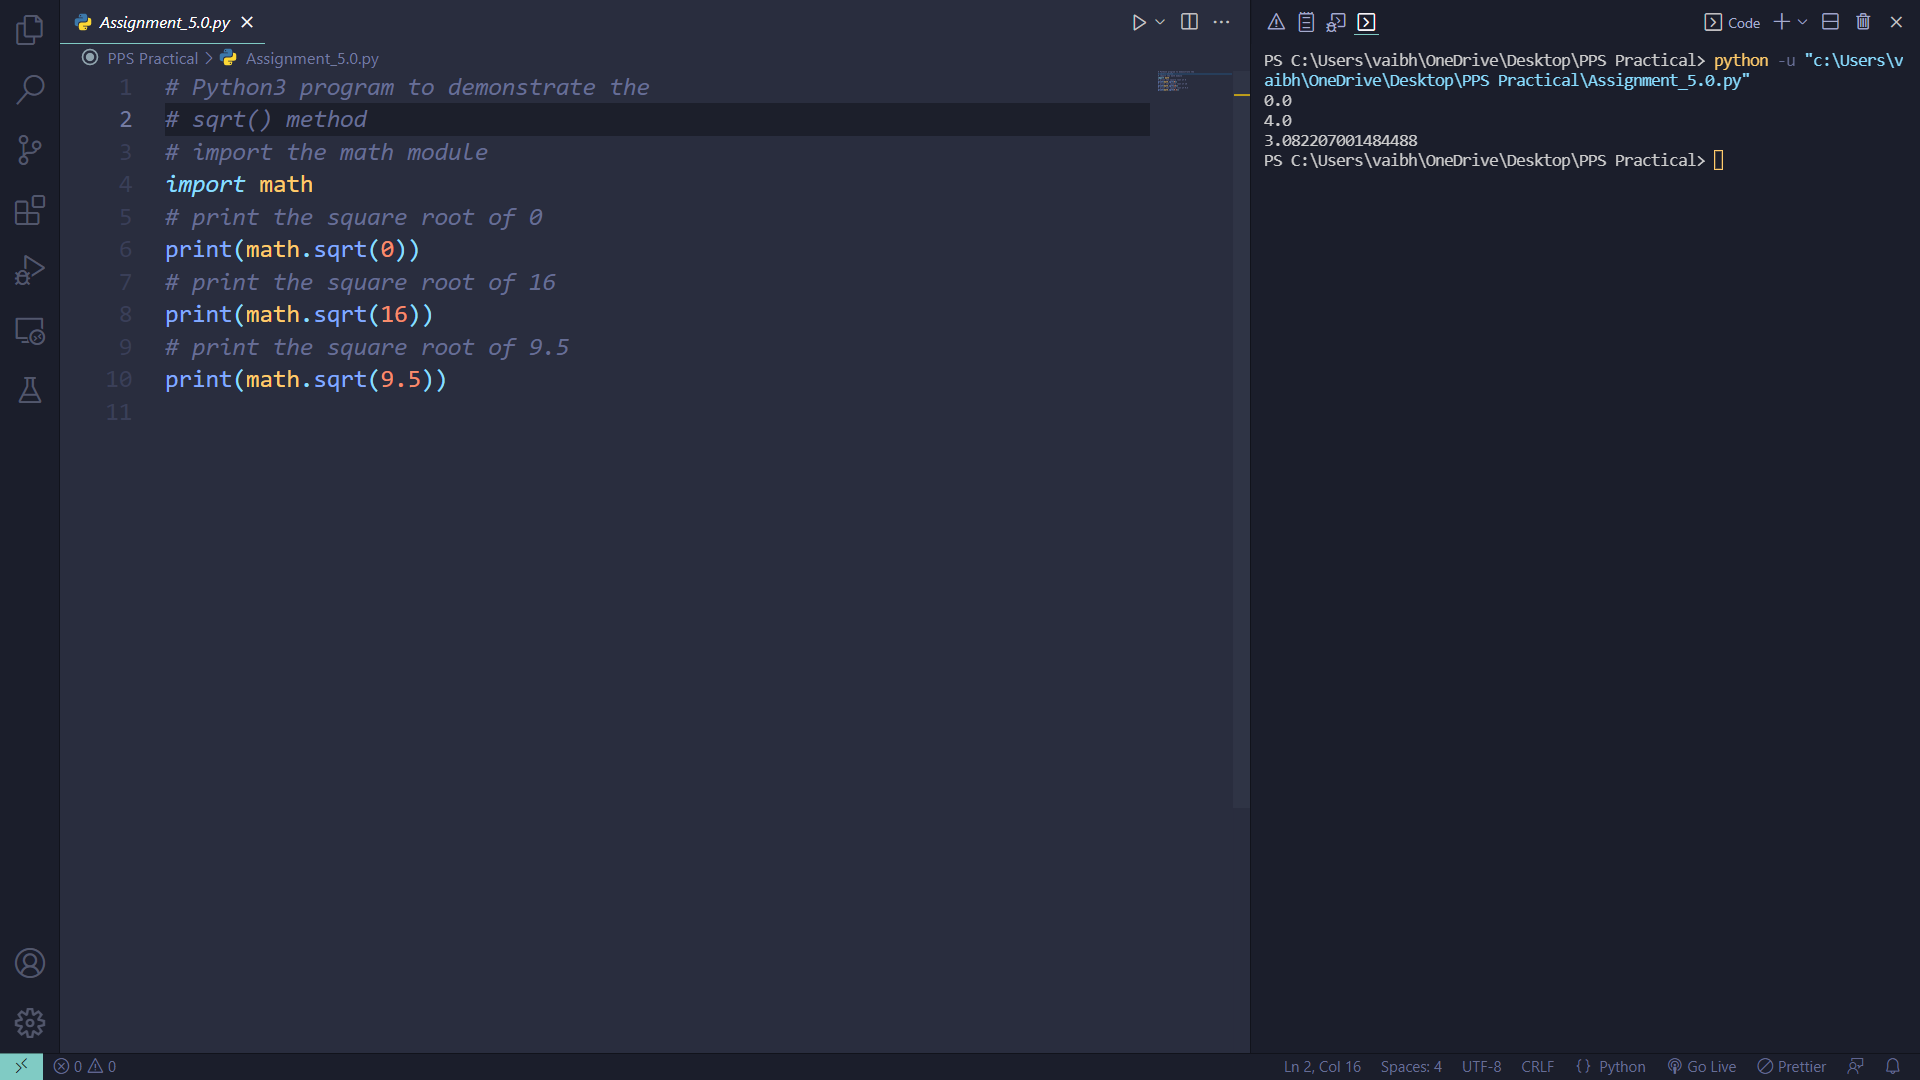 Assignment_5.0.py
PPS Practical > Assignment_5.0.py
1 # Python3 program to demonstrate the
2 # sqrt() method
3 # import the math module
4 import math
5 # print the square root of 0
6 print(math.sqrt(0))
7 # print the square root of 16
8 print(math.sqrt(16))
9 # print the square root of 9.5
10 print(math.sqrt(9.5))
11
Code
PS C:\Users\vaibh\OneDrive\Desktop\PPS Practical> python -u "c:\Users\v
aibh\OneDrive\Desktop\PPS Practical\Assignment_5.0.py"
0.0
4.0
3.082207001484488
PS C:\Users\vaibh\OneDrive\Desktop\PPS Practical>
0 0
Ln 2, Col 16 Spaces: 4 UTF-8 CRLF {} Python Go Live Prettier